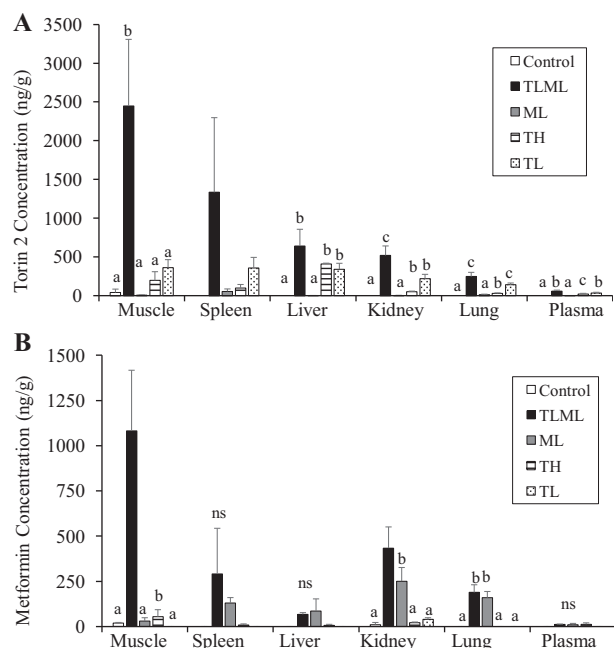 A
Torin 2 Concentration (ng/g)
3500
3000
2500
2000
1500
1000
500
0
Control
TLML
ML
TH
TL
a b a a a
a b a b b
a c a b b
a c a b c
a b a c b
Muscle Spleen Liver Kidney Lung Plasma
B
Metformin Concentration (ng/g)
1500
1250
1000
750
500
250
0
Control
TLML
ML
TH
TL
a a b a
ns
ns
a b a a
a b b a a
ns
Muscle Spleen Liver Kidney Lung Plasma